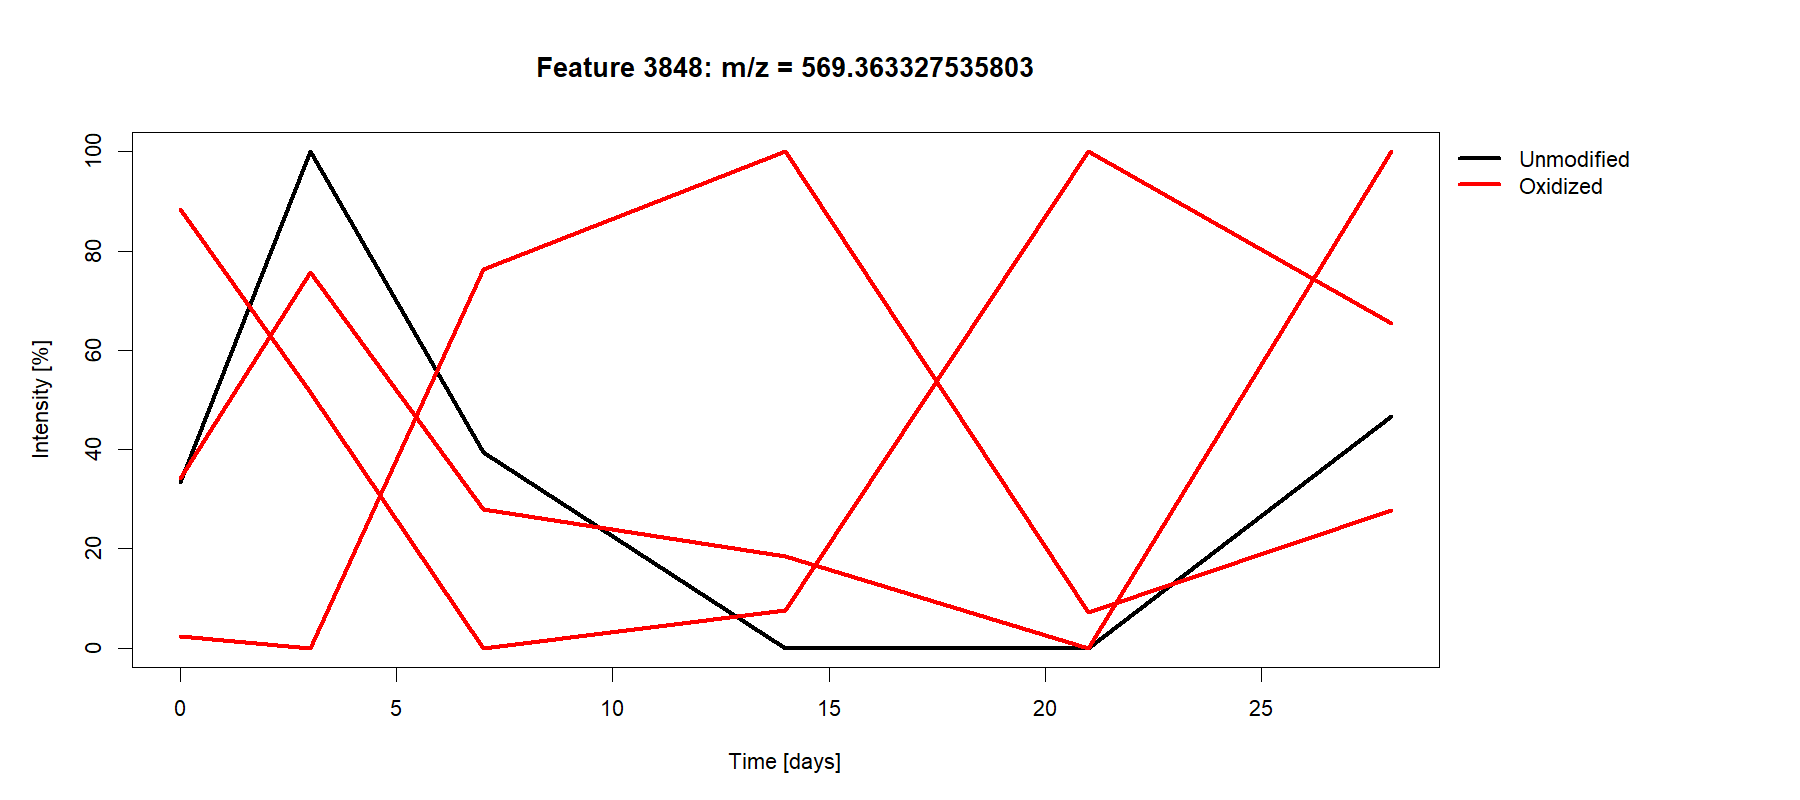 Feature 3848: m/z = 569.363327535803
Unmodified
Oxidized
Intensity [%]
100
80
60
40
20
0
0 5 10 15 20 25
Time [days]